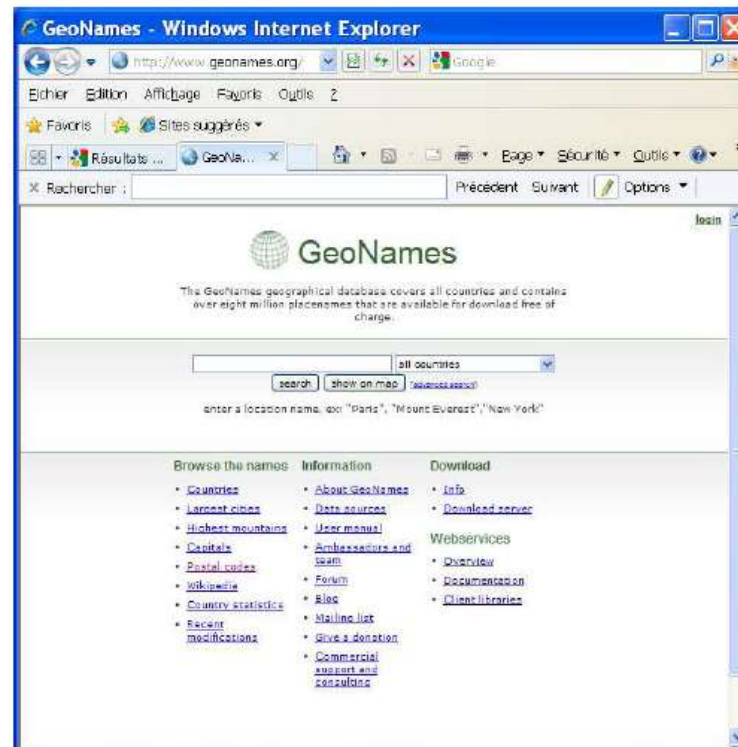 GeoNames - Windows Internet Explorer
http://www.geonames.org/
Google
Fichier Edition Affichage Favoris Outils ?
Favoris Sites suggérés
Résultats ... GeoNa... Page Sécurité Outils
Rechercher : Précédent Suivant Options
login
GeoNames
The GeoNames geographical database covers all countries and contains
over eight million placenames that are available for download free of
charge.
all countries
search show on map [advanced search]
enter a location name, ex: "Paris", "Mount Everest","New York"
Browse the names
• Countries
• Largest cities
• Highest mountains
• Capitals
• Postal codes
• Wikipedia
• Country statistics
• Recent
modifications
Information
• About GeoNames
• Data sources
• User manual
• Ambassadors and
team
• Forum
• Blog
• Mailing list
• Give a donation
• Commercial
support and
consulting
Download
• Info
• Download server
Webservices
• Overview
• Documentation
• Client libraries